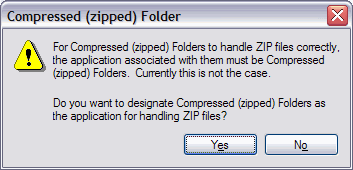 Compressed (zipped) Folder
For Compressed (zipped) Folders to handle ZIP files correctly,
the application associated with them must be Compressed
(zipped) Folders.  Currently this is not the case.
Do you want to designate Compressed (zipped) Folders as
the application for handling ZIP files?
Yes
No